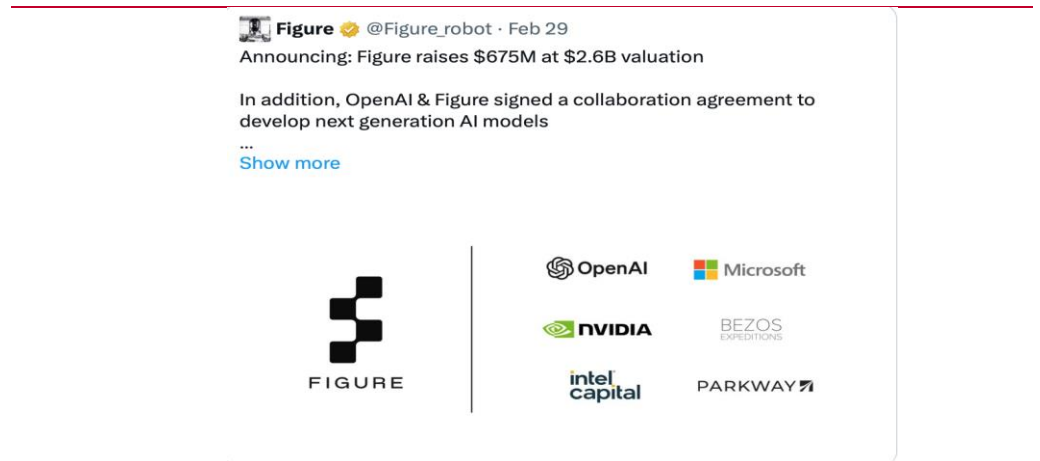 Figure @Figure_robot · Feb 29
Announcing: Figure raises $675M at $2.6B valuation
In addition, OpenAI & Figure signed a collaboration agreement to
develop next generation AI models
...
Show more
FIGURE
OpenAI
Microsoft
NVIDIA
BEZOS
EXPEDITIONS
intel
capital
PARKWAY